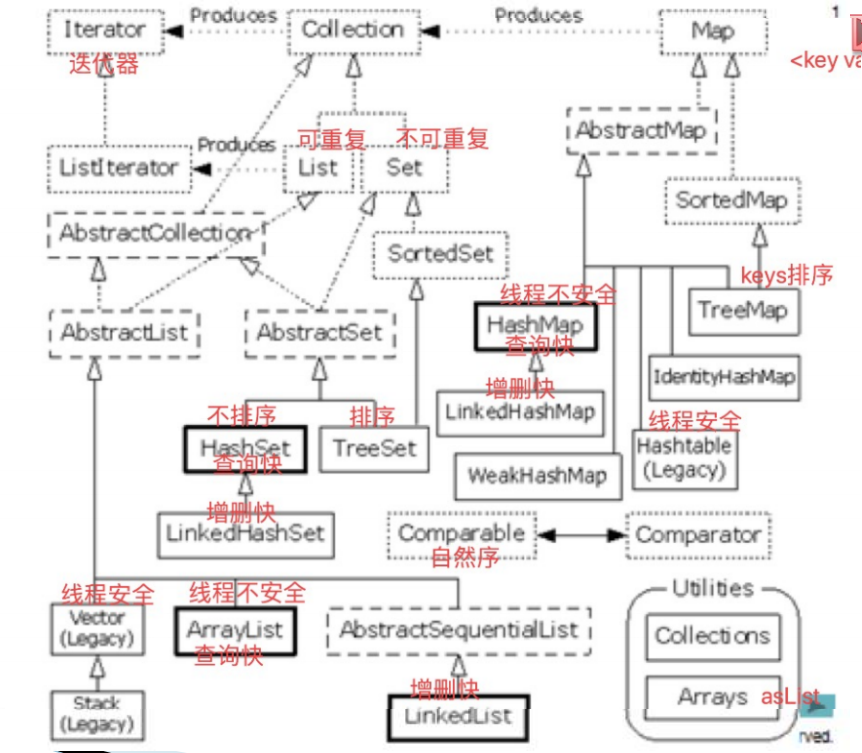 Iterator
Produces
Collection
Produces
Map
1
迭代器
<key va
AbstractMap
ListIterator
Produces
可重复
不可重复
List
Set
SortedMap
AbstractCollection
SortedSet
keys排序
线程不安全
TreeMap
AbstractList
AbstractSet
HashMap
查询快
IdentityHashMap
增删快
LinkedHashMap
不排序
排序
线程安全
HashSet
TreeSet
Hashtable
(Legacy)
查询快
WeakHashMap
增删快
LinkedHashSet
Comparable
Comparator
自然序
线程安全
线程不安全
Utilities
Vector
(Legacy)
ArrayList
AbstractSequentialList
Collections
查询快
增删快
Arrays
asList
Stack
(Legacy)
LinkedList
rved.